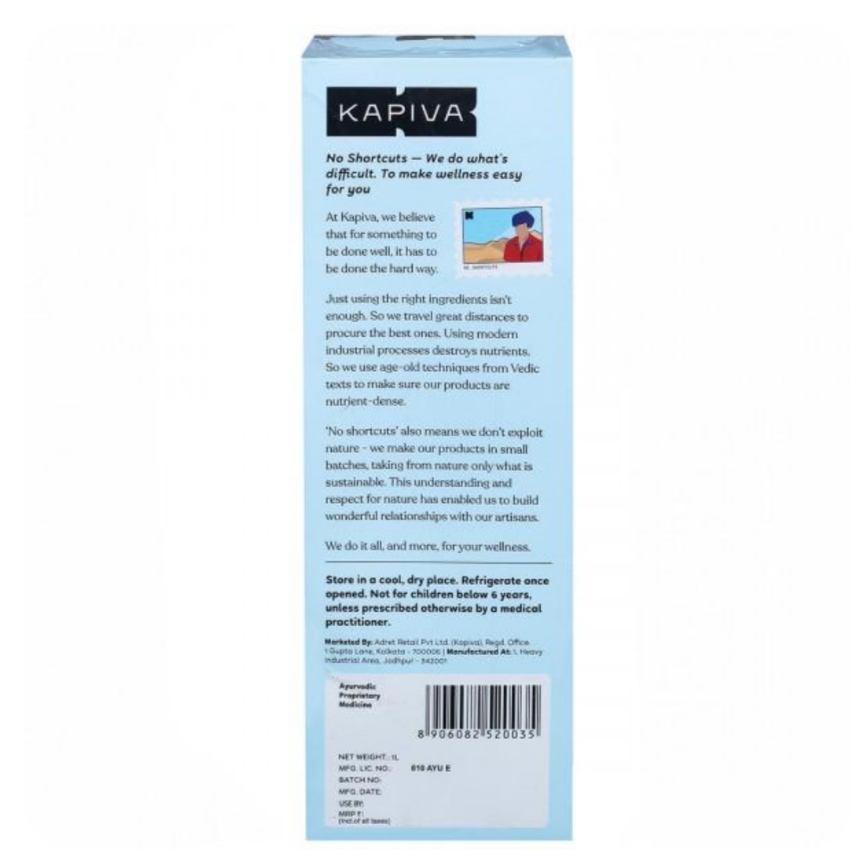 KAPIVA
No Shortcuts — We do what's
difficult. To make wellness easy
for you
At Kapiva, we believe
that for something to
be done well, it has to
be done the hard way.
NO SHORTCUTS
Just using the right ingredients isn't
enough. So we travel great distances to
procure the best ones. Using modern
industrial processes destroys nutrients.
So we use age-old techniques from Vedic
texts to make sure our products are
nutrient-dense.
'No shortcuts' also means we don't exploit
nature - we make our products in small
batches, taking from nature only what is
sustainable. This understanding and
respect for nature has enabled us to build
wonderful relationships with our artisans.
We do it all, and more, for your wellness.
Store in a cool, dry place. Refrigerate once
opened. Not for children below 6 years,
unless prescribed otherwise by a medical
practitioner.
Marketed By: Adret Retail Pvt Ltd. (Kapiva), Regd. Office
1 Gupta Lane, Kolkata - 700006 | Manufactured At: 1, Heavy
Industrial Area, Jodhpur - 342001
Ayurvedic
Proprietary
Medicine
8 906082 520035
NET WEIGHT.: 1L
MFG. LIC. NO.: 610 AYU E
BATCH NO:
MFG. DATE:
USE BY:
MRP ₹:
(Incl.of all taxes)